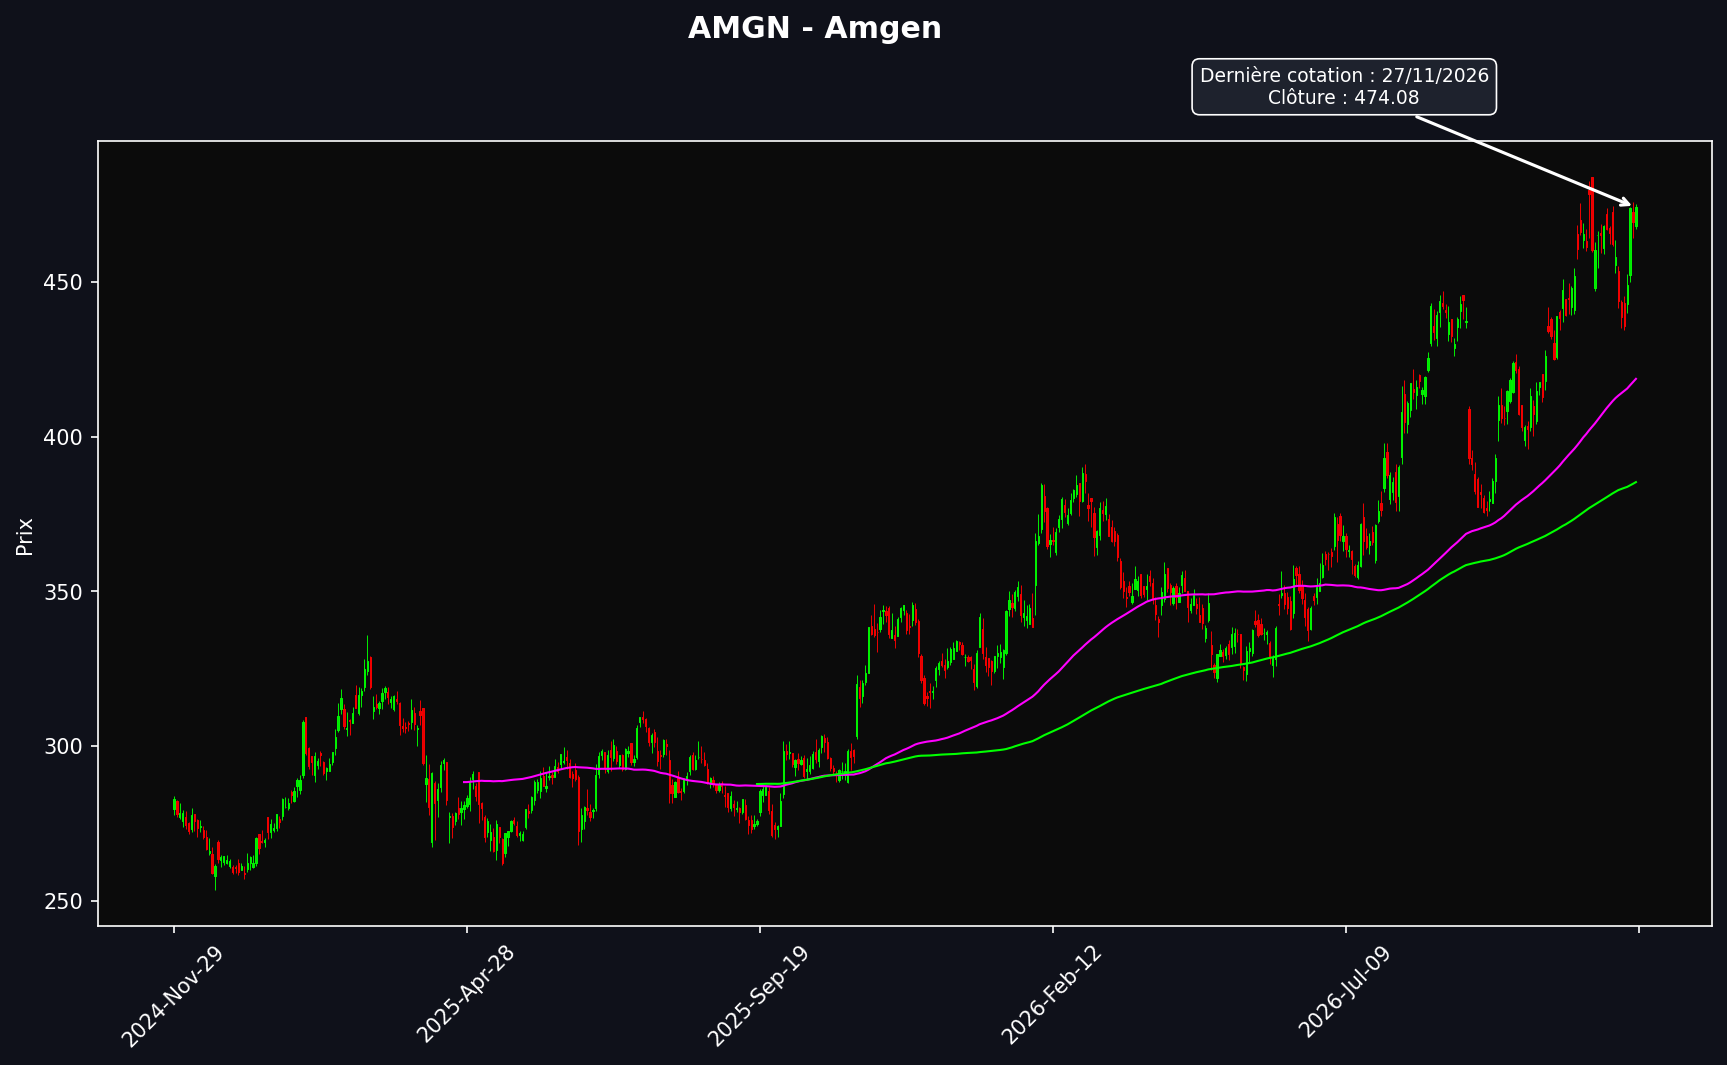 AMGN - Amgen
Dernière cotation : 27/11/2026
Clôture : 474.08
Prix
450
400
350
300
250
2024-Nov-29
2025-Apr-28
2025-Sep-19
2026-Feb-12
2026-Jul-09